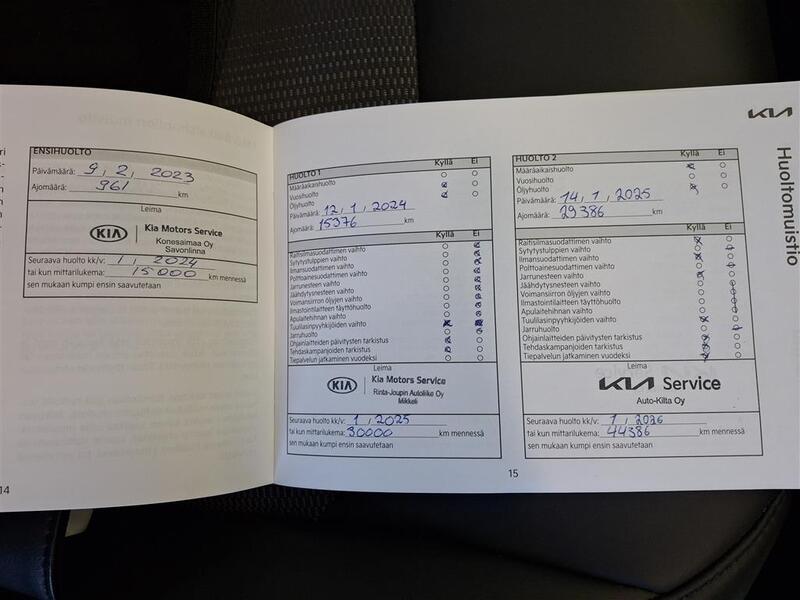 ENSIHUOLTO
Päivämäärä: 9, 2, 2023
Ajomäärä: 961 km
Leima
KIA Kia Motors Service
Konesaimaa Oy
Savonlinna
Seuraava huolto kk/v: 1, 2024
tai kun mittarilukema: 15000 km mennessä
sen mukaan kumpi ensin saavutetaan
14
HUOLTO 1 Kyllä Ei
Määräaikaishuolto
Vuosihuolto
Öljyhuolto
Päivämäärä: 12, 1, 2024
Ajomäärä: 15376 km
Kyllä Ei
Raitisilmasuodattimen vaihto
Sytytystulppien vaihto
Ilmansuodattimen vaihto
Polttoainesuodattimen vaihto
Jarrunesteen vaihto
Jäähdytysnesteen vaihto
Voimansiirron öljyjen vaihto
Ilmastointilaitteen täyttöhuolto
Apulaitehihnan vaihto
Tuulilasinpyyhkijöiden vaihto
Jarruhuolto
Ohjainlaitteiden päivitysten tarkistus
Tehdaskampanjoiden tarkistus
Tiepalvelun jatkaminen vuodeksi
Leima
KIA Kia Motors Service
Rinta-Joupin Autoliike Oy
Mikkeli
Seuraava huolto kk/v: 1, 2025
tai kun mittarilukema: 30000 km mennessä
sen mukaan kumpi ensin saavutetaan
HUOLTO 2 Kyllä Ei
Määräaikaishuolto
Vuosihuolto
Öljyhuolto
Päivämäärä: 14, 1, 2025
Ajomäärä: 29386 km
Kyllä Ei
Raitisilmasuodattimen vaihto
Sytytystulppien vaihto
Ilmansuodattimen vaihto
Polttoainesuodattimen vaihto
Jarrunesteen vaihto
Jäähdytysnesteen vaihto
Voimansiirron öljyjen vaihto
Ilmastointilaitteen täyttöhuolto
Apulaitehihnan vaihto
Tuulilasinpyyhkijöiden vaihto
Jarruhuolto
Ohjainlaitteiden päivitysten tarkistus
Tehdaskampanjoiden tarkistus
Tiepalvelun jatkaminen vuodeksi
Leima
KIA Service
Auto-Kilta Oy
Seuraava huolto kk/v: 1, 2026
tai kun mittarilukema: 44386 km mennessä
sen mukaan kumpi ensin saavutetaan
15
KIA
Huoltomuistio